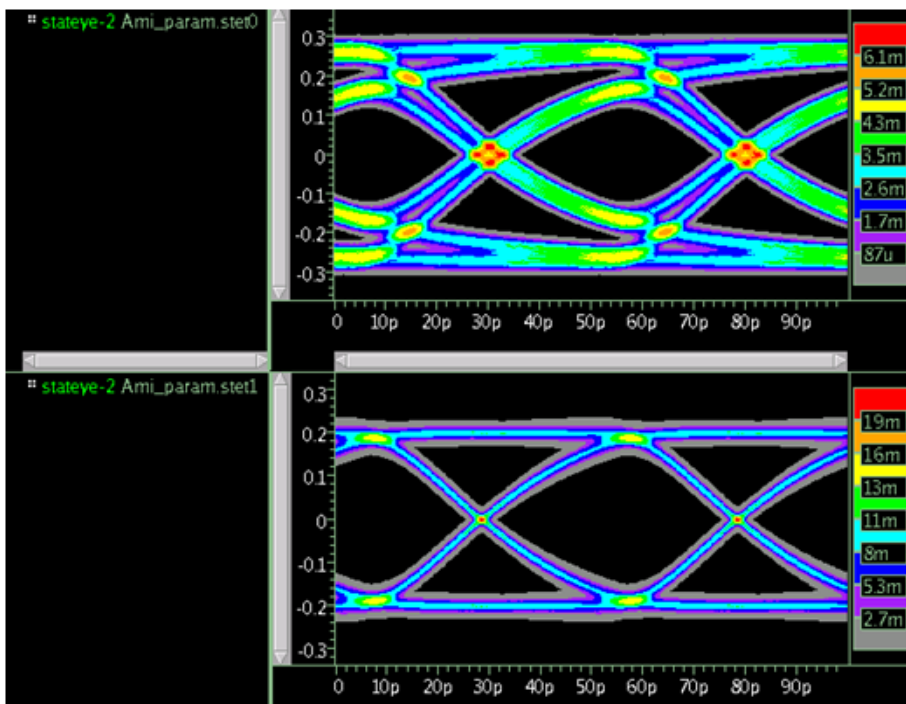 stateye-2 Ami_param.stet0
0.3
0.2
0.1
0
-0.1
-0.2
-0.3
0 10p 20p 30p 40p 50p 60p 70p 80p 90p
6.1m
5.2m
4.3m
3.5m
2.6m
1.7m
87u
stateye-2 Ami_param.stet1
0.3
0.2
0.1
0
-0.1
-0.2
-0.3
0 10p 20p 30p 40p 50p 60p 70p 80p 90p
19m
16m
13m
11m
8m
5.3m
2.7m